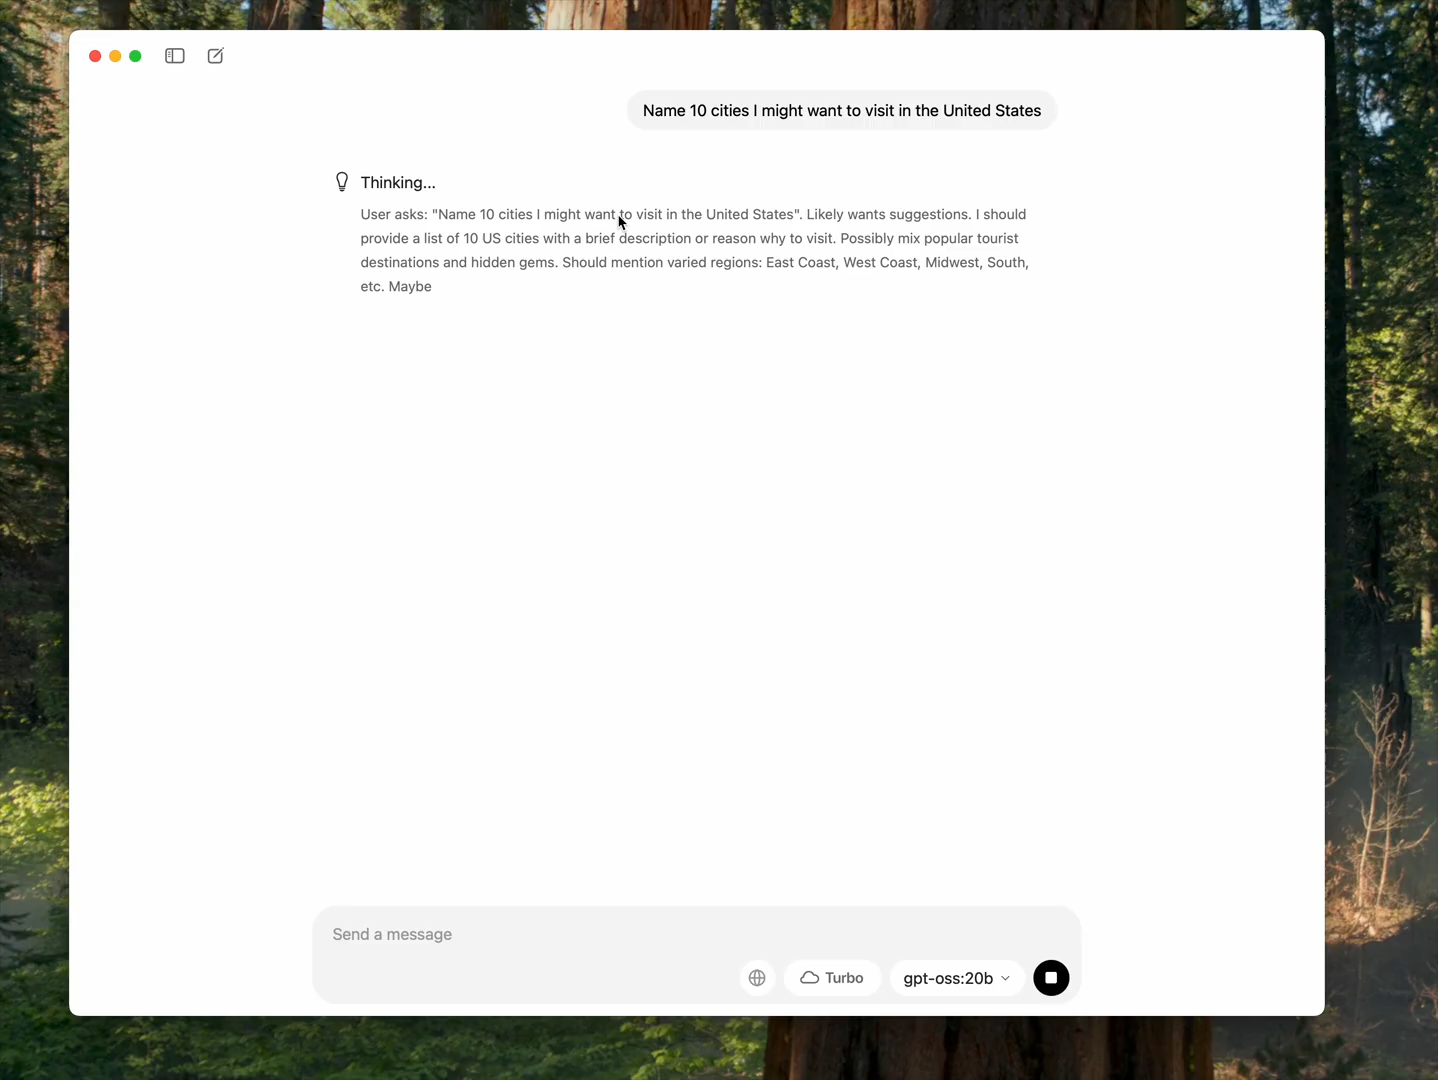 Name 10 cities I might want to visit in the United States
Thinking...
User asks: "Name 10 cities I might want to visit in the United States". Likely wants suggestions. I should
provide a list of 10 US cities with a brief description or reason why to visit. Possibly mix popular tourist
destinations and hidden gems. Should mention varied regions: East Coast, West Coast, Midwest, South,
etc. Maybe
Send a message
Turbo
gpt-oss:20b